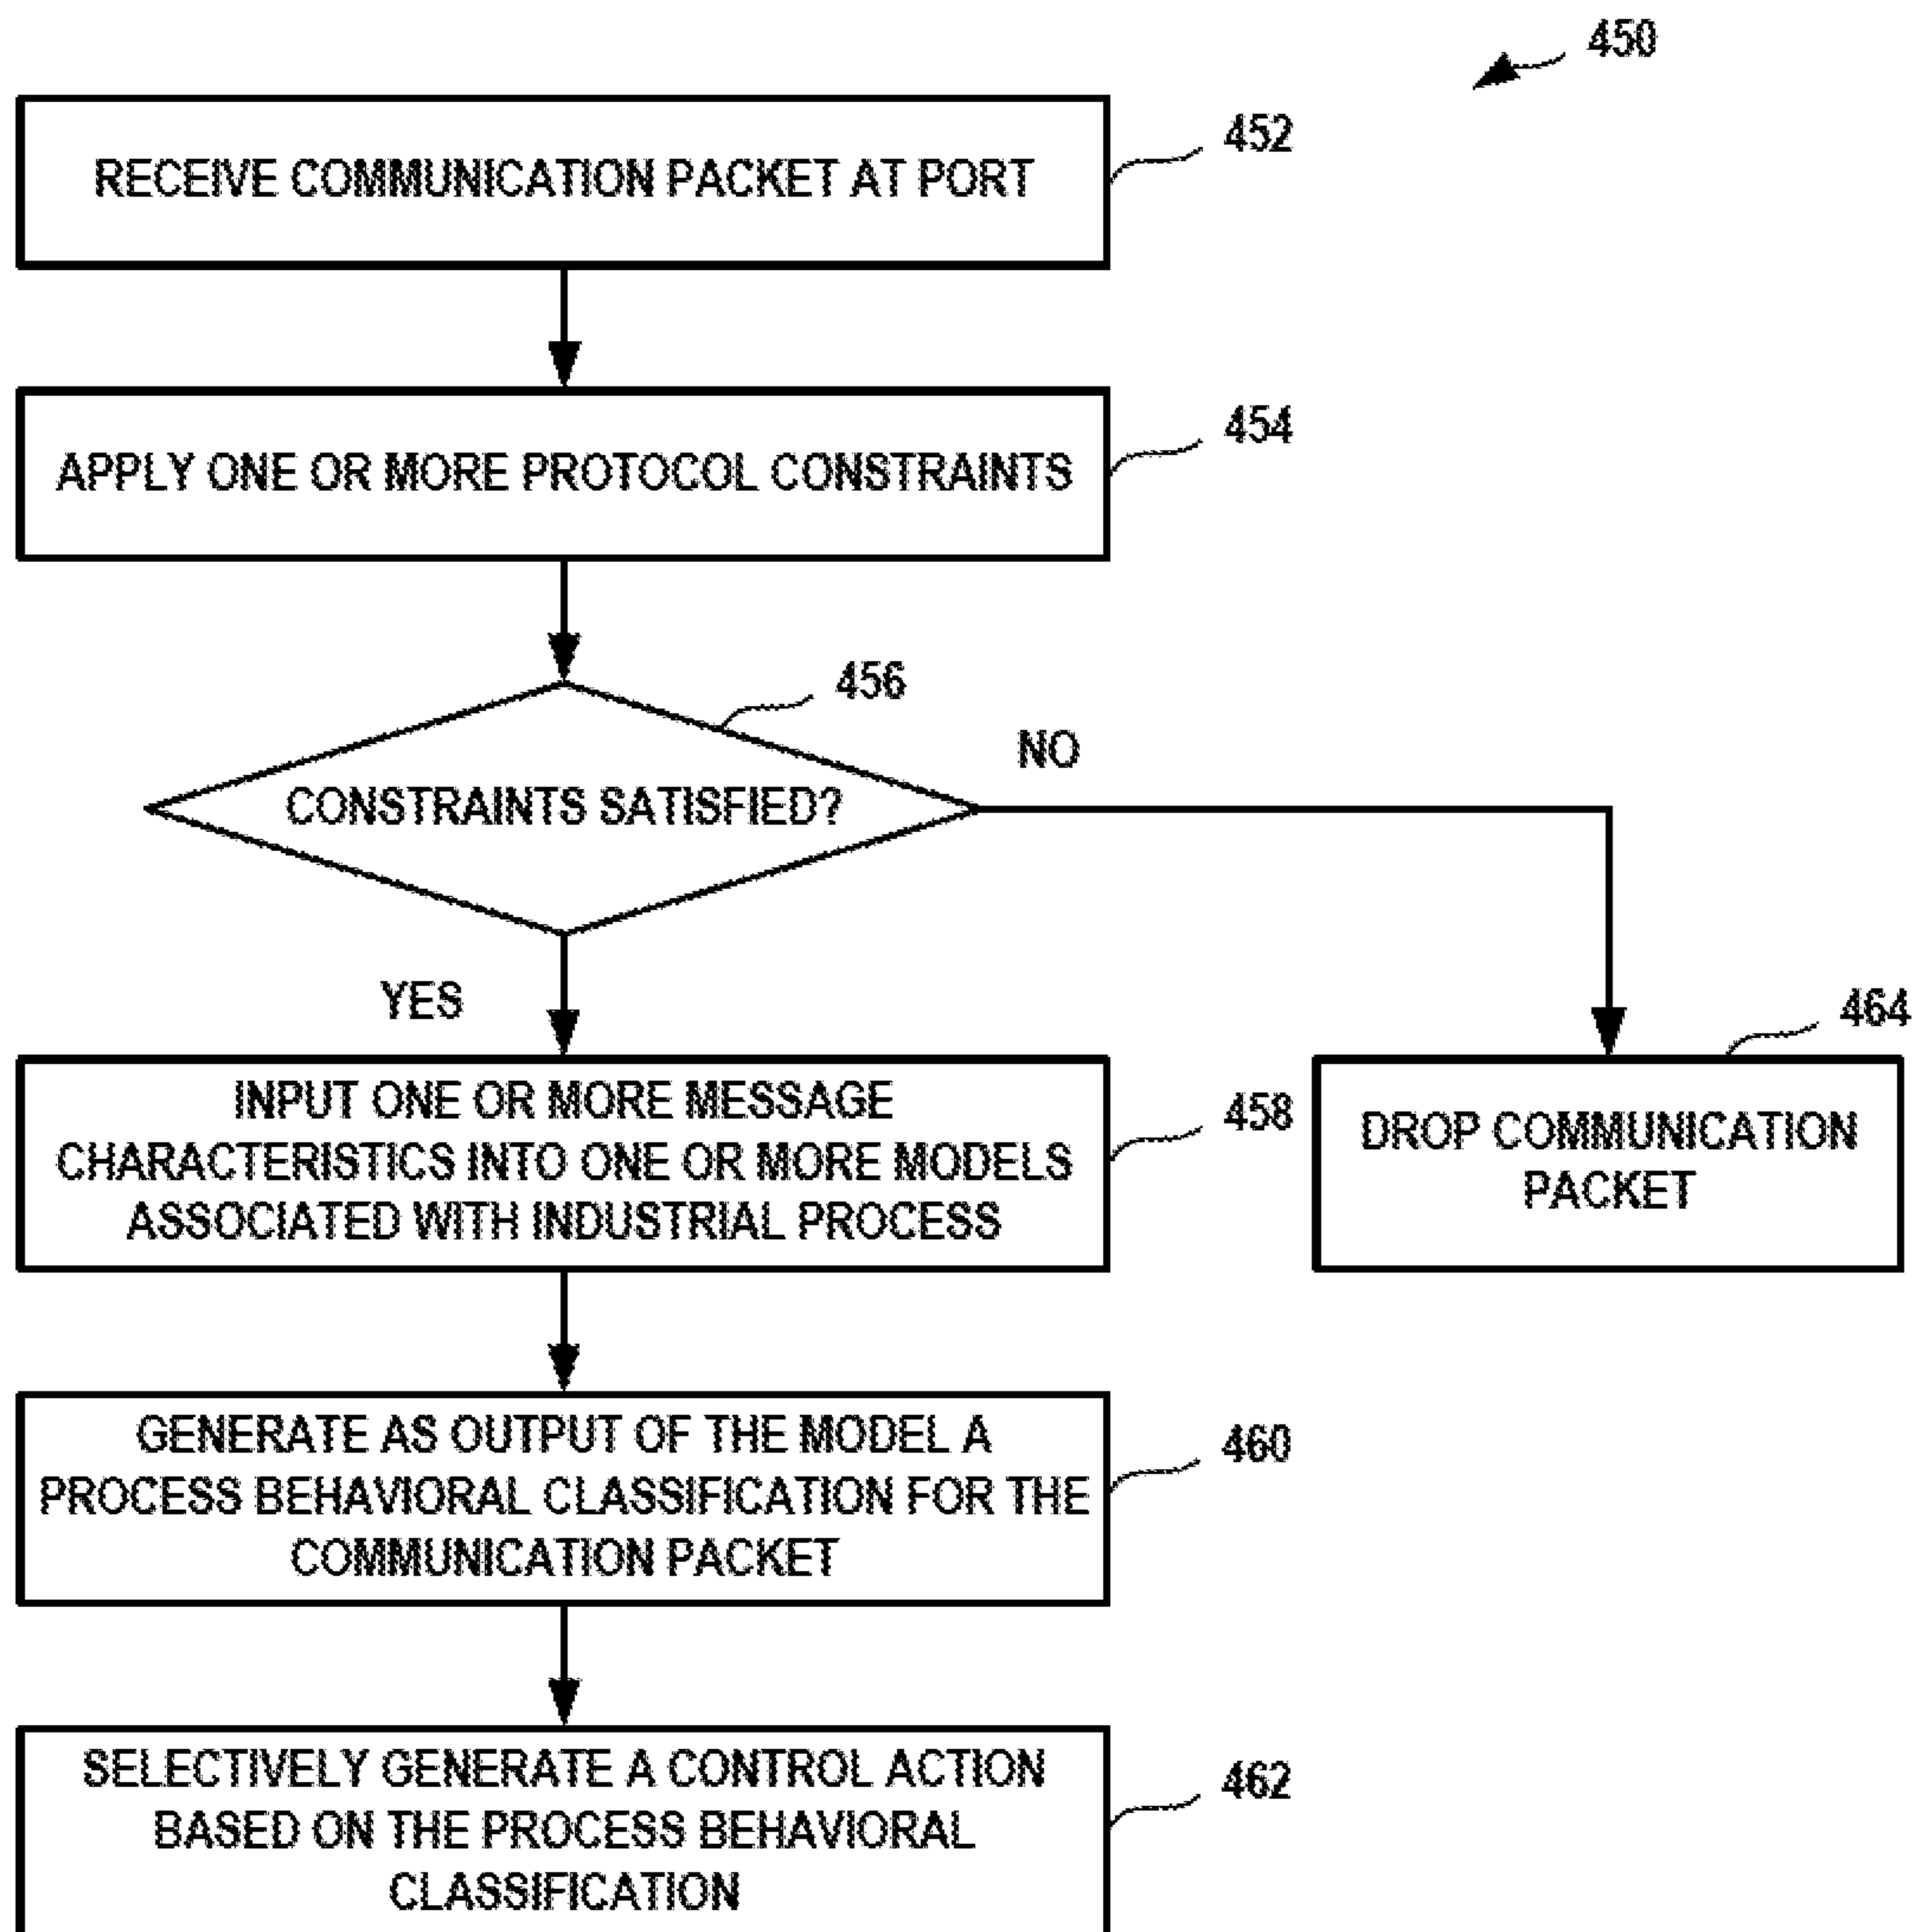 450
RECEIVE COMMUNICATION PACKET AT PORT
452
APPLY ONE OR MORE PROTOCOL CONSTRAINTS
454
456
CONSTRAINTS SATISFIED?
NO
YES
INPUT ONE OR MORE MESSAGE
CHARACTERISTICS INTO ONE OR MORE MODELS
ASSOCIATED WITH INDUSTRIAL PROCESS
458
464
DROP COMMUNICATION
PACKET
GENERATE AS OUTPUT OF THE MODEL A
PROCESS BEHAVIORAL CLASSIFICATION FOR THE
COMMUNICATION PACKET
460
SELECTIVELY GENERATE A CONTROL ACTION
BASED ON THE PROCESS BEHAVIORAL
CLASSIFICATION
462